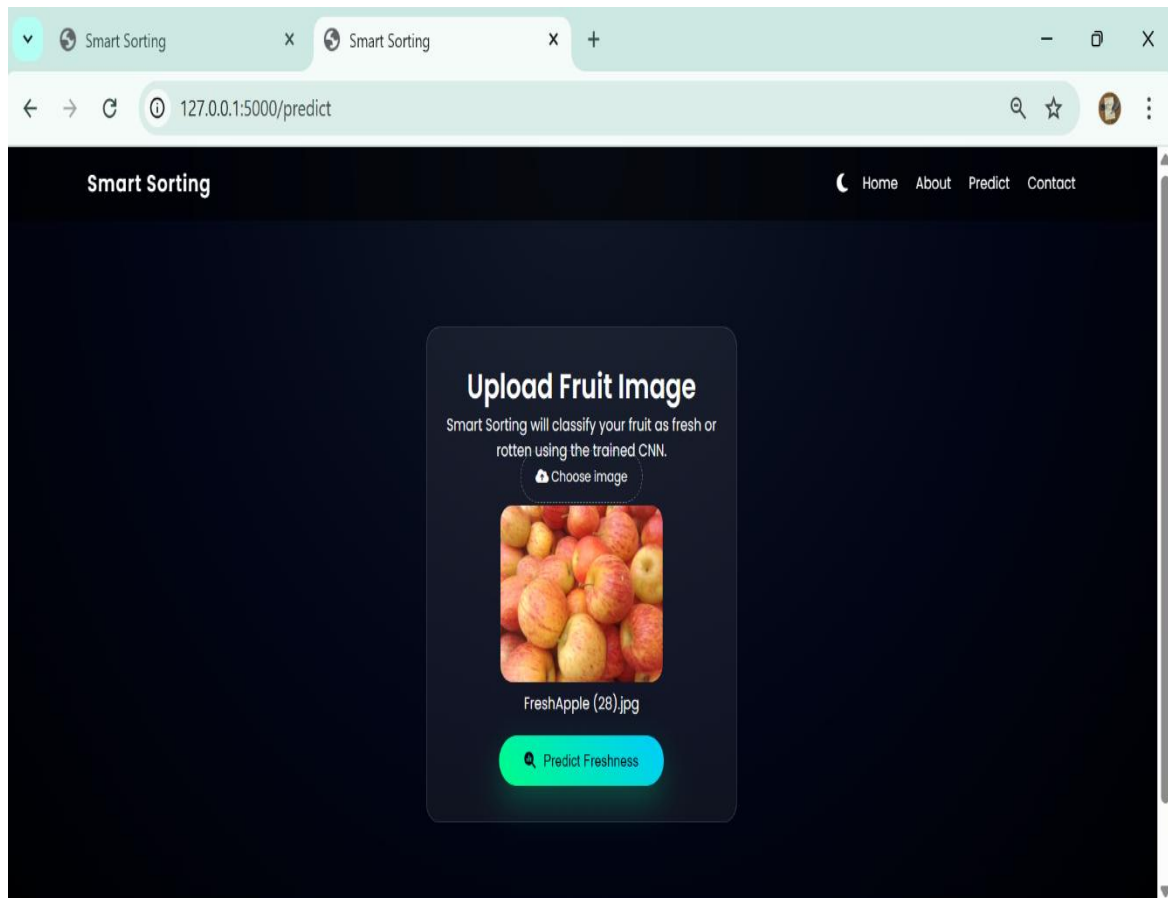 Smart Sorting
Smart Sorting
127.0.0.1:5000/predict
Smart Sorting
Home About Predict Contact
Upload Fruit Image
Smart Sorting will classify your fruit as fresh or
rotten using the trained CNN.
Choose image
FreshApple (28).jpg
Predict Freshness